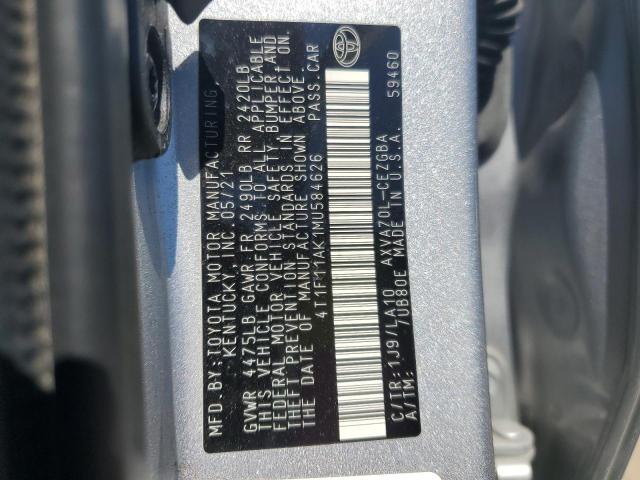 MFD. BY: TOYOTA MOTOR MANUFACTURING
KENTUCKY, INC. 05/21
GVWR 4475LB GAWR FR 2490LB RR 2420LB
THIS VEHICLE CONFORMS TO ALL APPLICABLE
FEDERAL MOTOR VEHICLE SAFETY, BUMPER, AND
THEFT PREVENTION STANDARDS IN EFFECT ON
THE DATE OF MANUFACTURE SHOWN ABOVE.
4T1F11AK1MU584626 PASS. CAR
C/TR: 1J9/LA10 AXVA70L-CEZGBA
A/TM: 70B80E MADE IN U.S.A. 59460